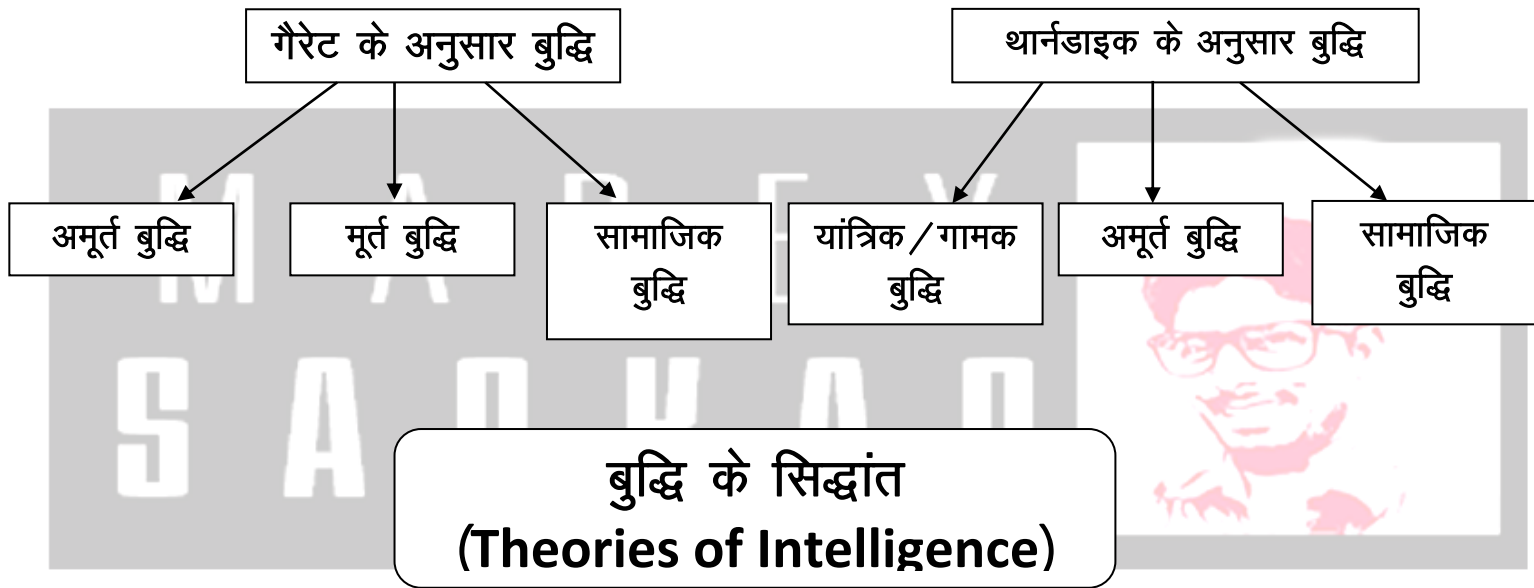 गैरेट के अनुसार बुद्धि
थार्नडाइक के अनुसार बुद्धि
अमूर्त बुद्धि
मूर्त बुद्धि
सामाजिक
बुद्धि
यांत्रिक/गामक
बुद्धि
अमूर्त बुद्धि
सामाजिक
बुद्धि
बुद्धि के सिद्धांत
(Theories of Intelligence)